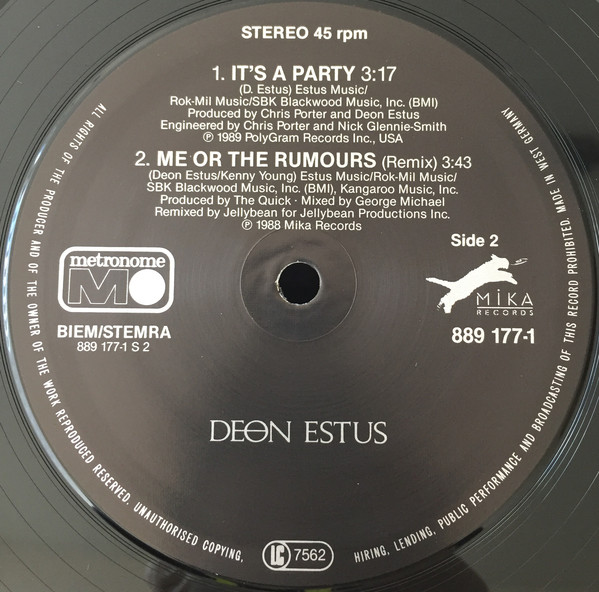 STEREO 45 rpm
1. IT'S A PARTY 3:17
(D. Estus) Estus Music/
Rok-Mil Music/SBK Blackwood Music, Inc. (BMI)
Produced by Chris Porter and Deon Estus
Engineered by Chris Porter and Nick Glennie-Smith
℗ 1989 PolyGram Records Inc., USA
2. ME OR THE RUMOURS (Remix) 3:43
(Deon Estus/Kenny Young) Estus Music/Rok-Mil Music/
SBK Blackwood Music, Inc. (BMI), Kangaroo Music, Inc.
Produced by The Quick · Mixed by George Michael
Remixed by Jellybean for Jellybean Productions Inc.
℗ 1988 Mika Records
Side 2
metronome
M
BIEM/STEMRA
889 177-1 S 2
MIKA
RECORDS
889 177-1
DEON ESTUS
LC 7562
ALL RIGHTS OF THE PRODUCER AND OF THE OWNER OF THE WORK REPRODUCED RESERVED. UNAUTHORISED COPYING, HIRING, LENDING, PUBLIC PERFORMANCE AND BROADCASTING OF THIS RECORD PROHIBITED. MADE IN WEST GERMANY